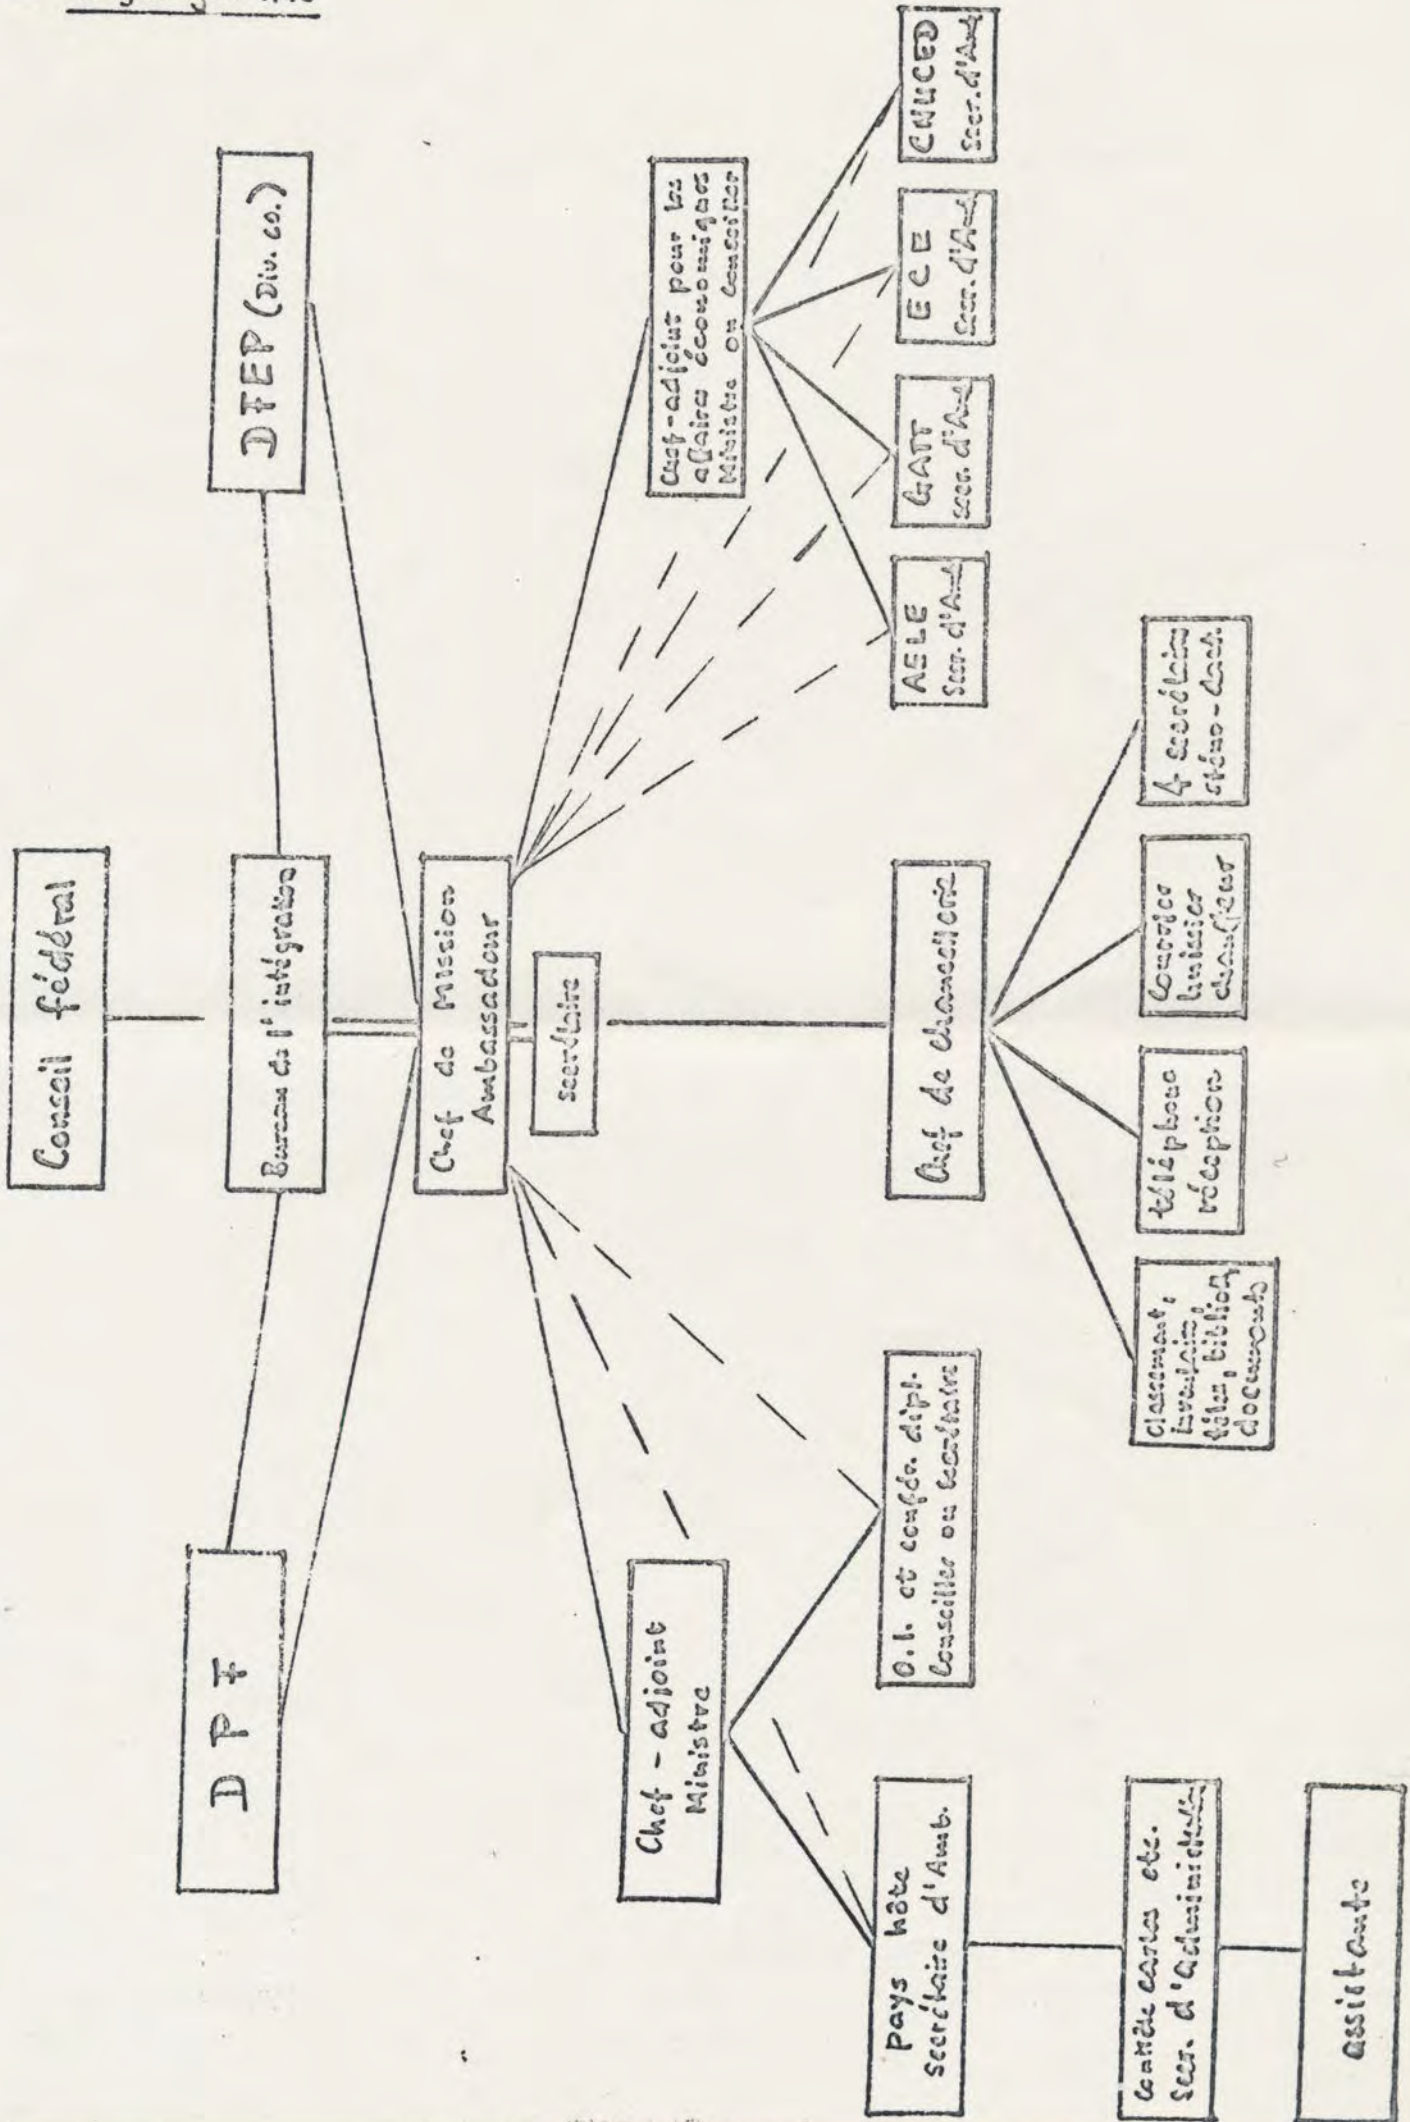 Conseil fédéral
DPF
Bureau de l'intégration
DFEP (Div. co.)
Chef de Mission
Ambassadeur
secrétaire
Chef-adjoint
Ministre
Chef-adjoint pour les
affaires économiques
Ministre ou Conseiller
pays hôte
Secrétaire d'Amb.
O.I. et confér. dipl.
Conseiller ou secrétaire
Chef de chancellerie
AELE
Secr. d'Amb
GATT
secr. d'Amb
ECE
Secr. d'Amb
CNUCED
Secr. d'Amb
Contrôle cartes etc.
Secr. d'Administration
classement,
inventaire,
télex, biblioth,
documents
téléphone
réception
Courrier
huissier
chauffeur
4 secrétaires
sténo-dact.
assistante